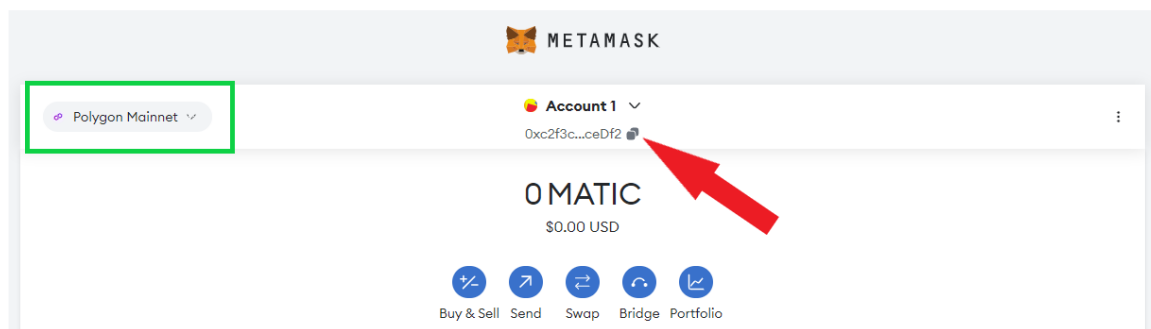 METAMASK
Polygon Mainnet
Account 1
0xc2f3c...ceDf2
0 MATIC
$0.00 USD
Buy & Sell Send Swap Bridge Portfolio